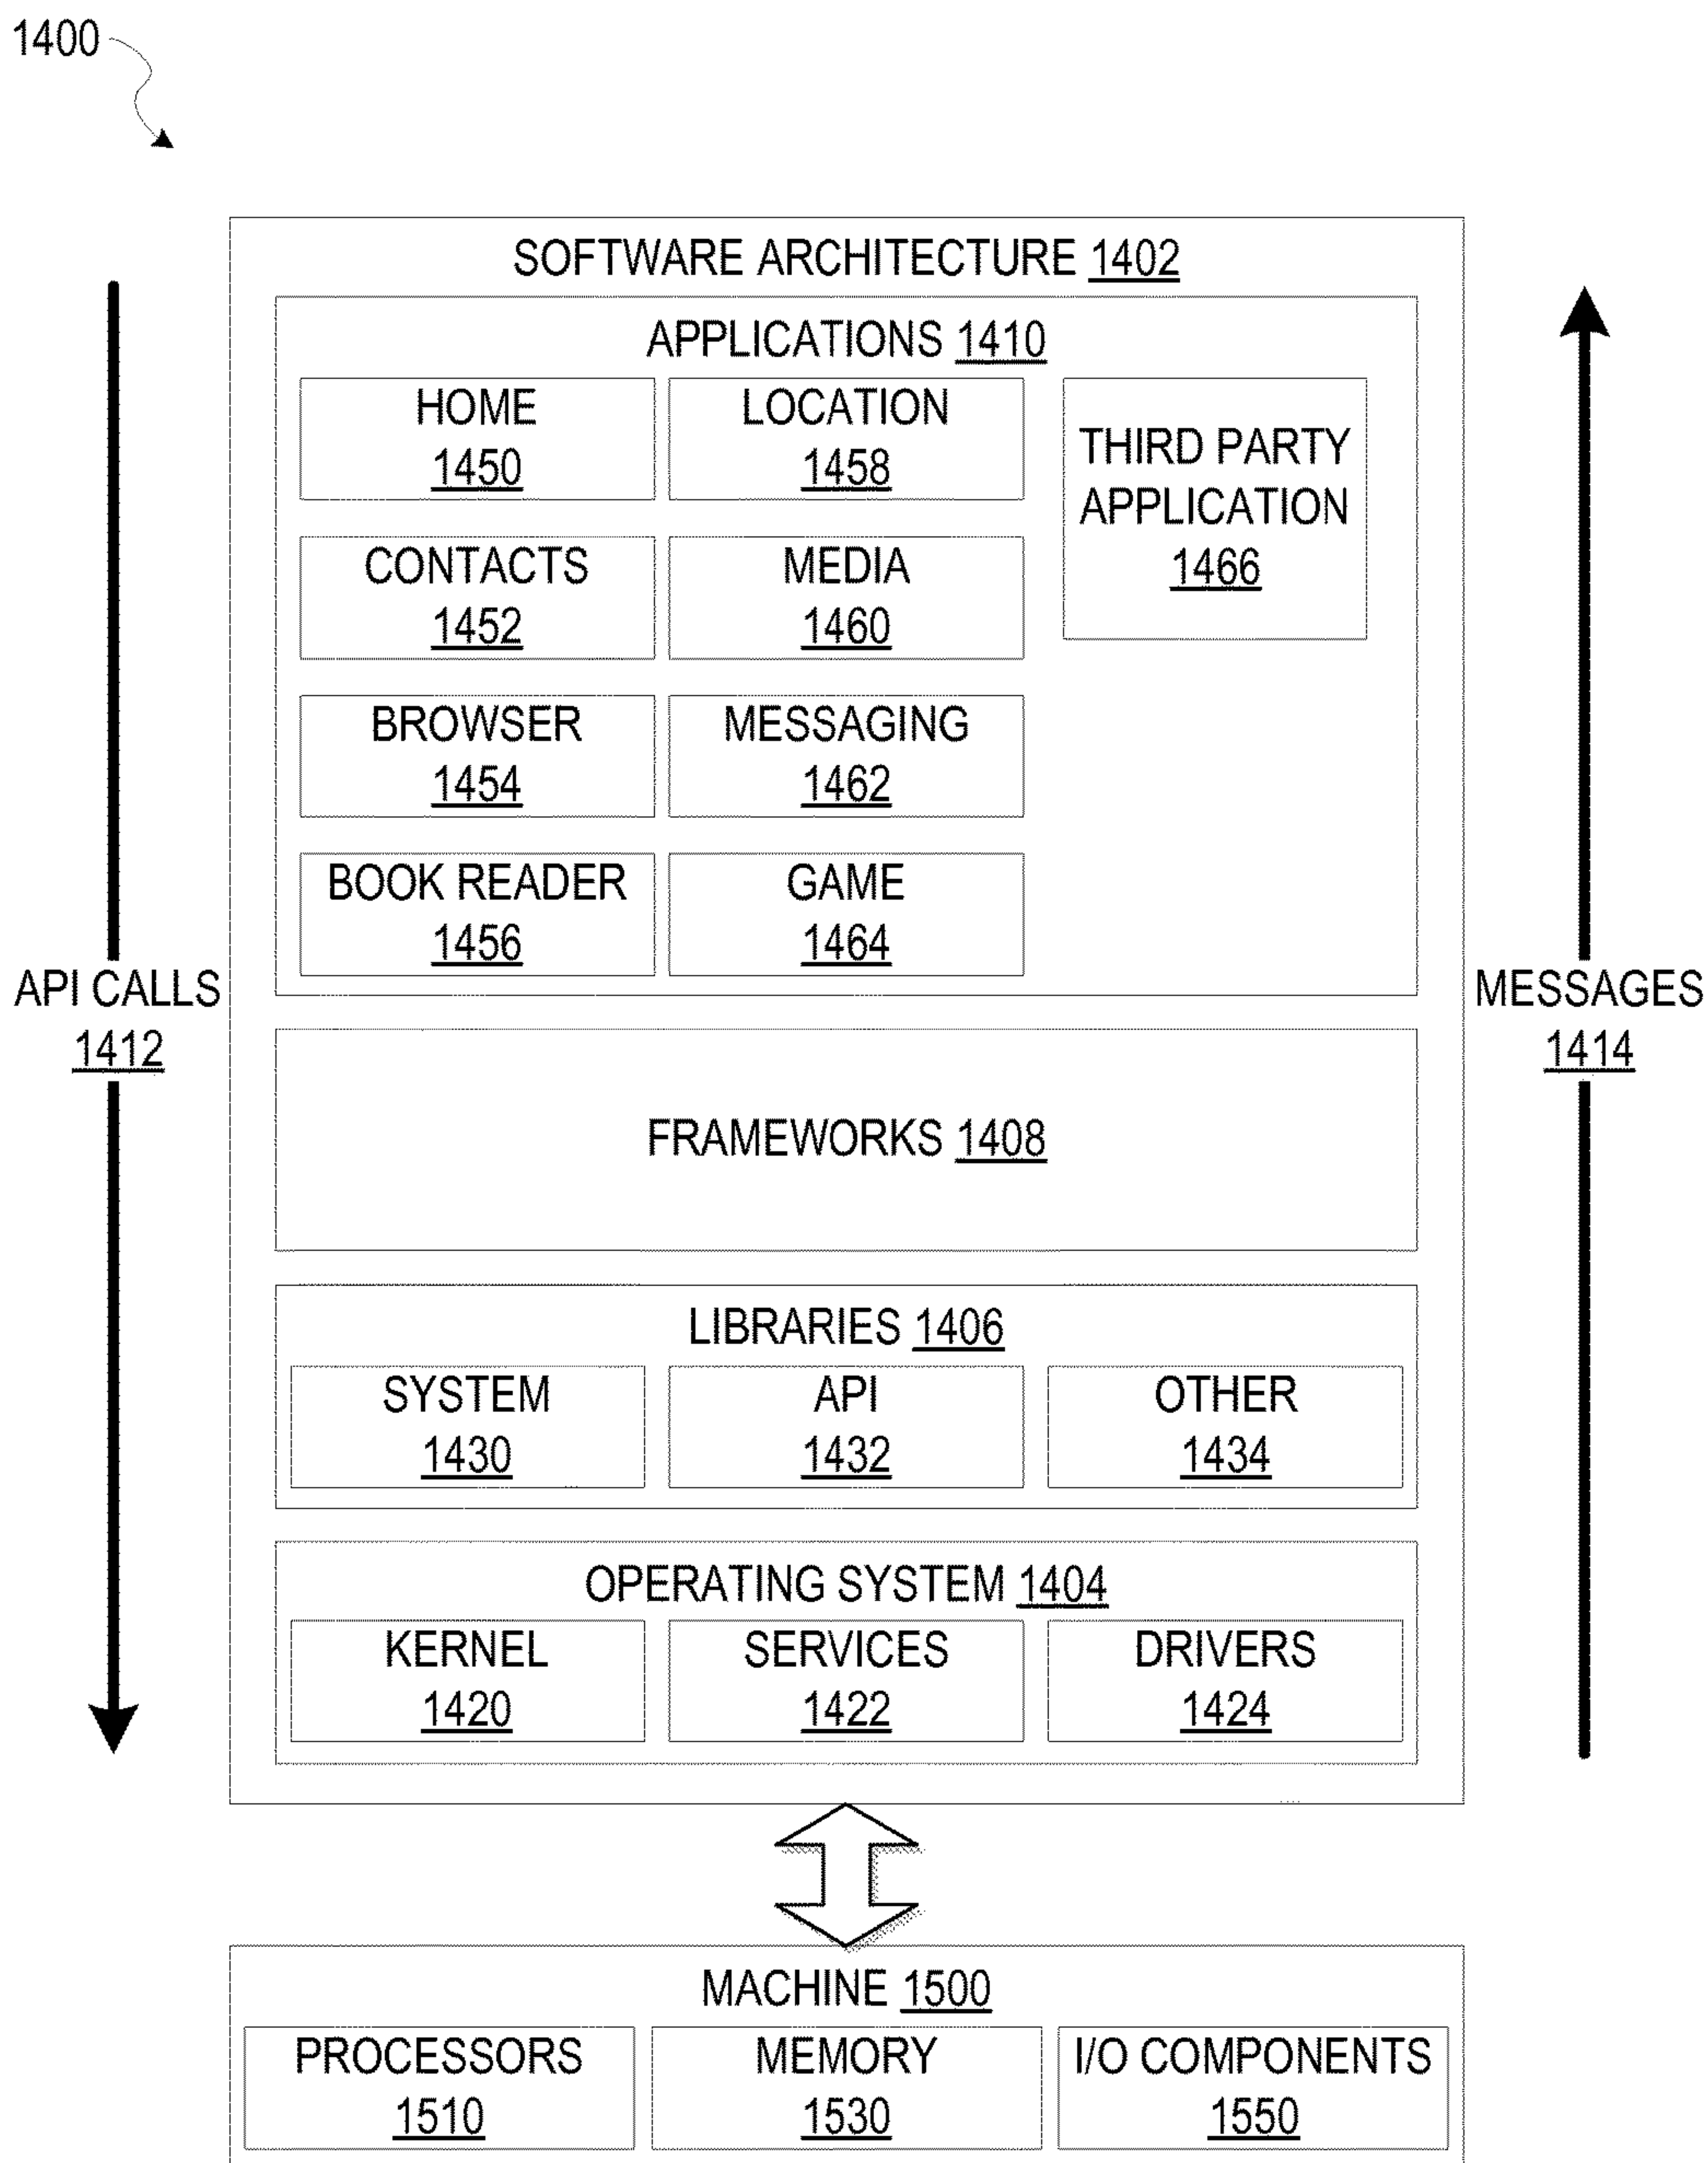 1400
SOFTWARE ARCHITECTURE 1402
APPLICATIONS 1410
HOME
1450
LOCATION
1458
THIRD PARTY
APPLICATION
1466
CONTACTS
1452
MEDIA
1460
BROWSER
1454
MESSAGING
1462
BOOK READER
1456
GAME
1464
API CALLS
1412
MESSAGES
1414
FRAMEWORKS 1408
LIBRARIES 1406
SYSTEM
1430
API
1432
OTHER
1434
OPERATING SYSTEM 1404
KERNEL
1420
SERVICES
1422
DRIVERS
1424
MACHINE 1500
PROCESSORS
1510
MEMORY
1530
I/O COMPONENTS
1550